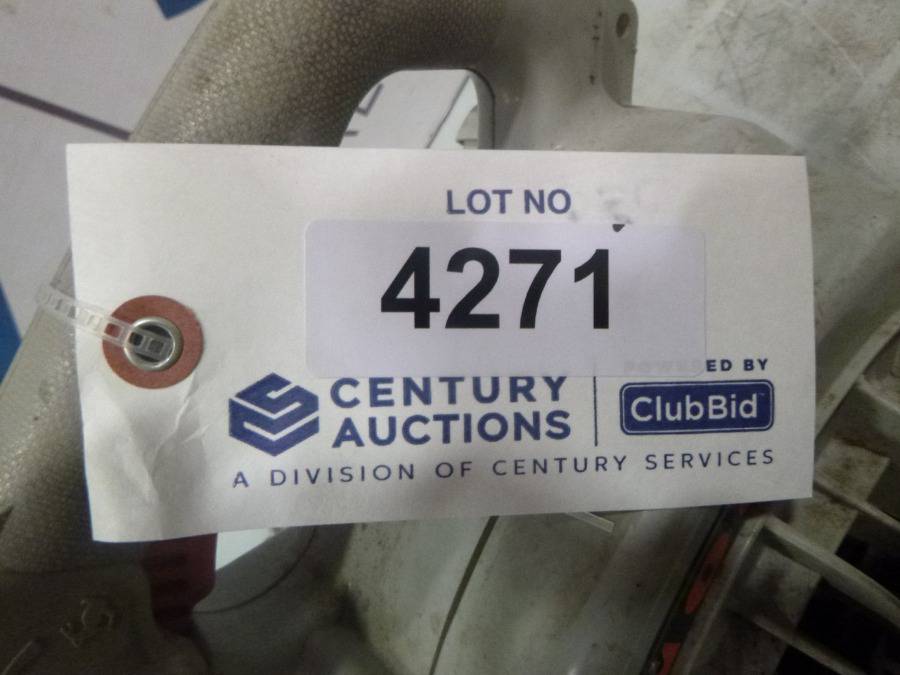 LOT NO
4271
CENTURY
AUCTIONS
POWERED BY
ClubBid
A DIVISION OF CENTURY SERVICES